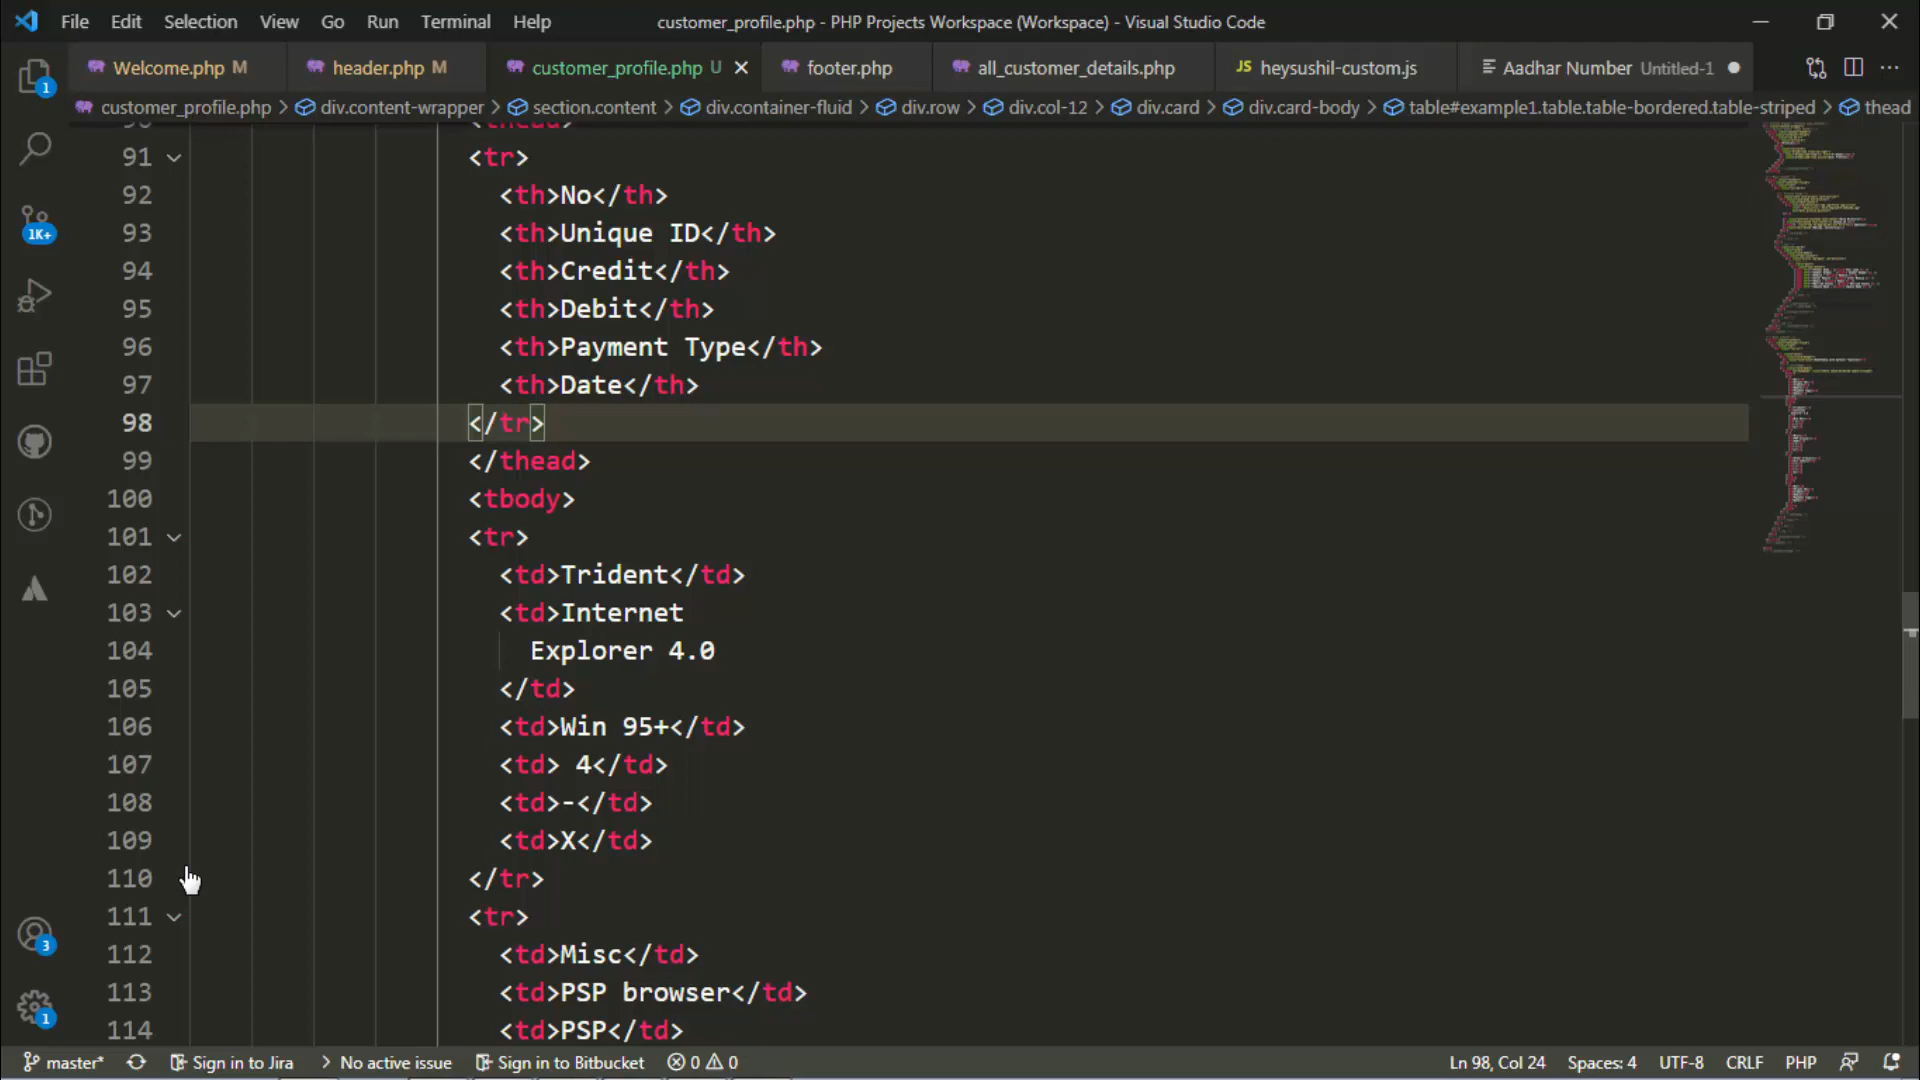 File Edit Selection View Go Run Terminal Help customer_profile.php - PHP Projects Workspace (Workspace) - Visual Studio Code
Welcome.php M header.php M customer_profile.php U footer.php all_customer_details.php JS heysushil-custom.js Aadhar Number Untitled-1
customer_profile.php > div.content-wrapper > section.content > div.container-fluid > div.row > div.col-12 > div.card > div.card-body > table#example1.table.table-bordered.table-striped > thead
1
1K+
3
1
90 <thead>
91 <tr>
92 <th>No</th>
93 <th>Unique ID</th>
94 <th>Credit</th>
95 <th>Debit</th>
96 <th>Payment Type</th>
97 <th>Date</th>
98 </tr>
99 </thead>
100 <tbody>
101 <tr>
102 <td>Trident</td>
103 <td>Internet
104 Explorer 4.0
105 </td>
106 <td>Win 95+</td>
107 <td> 4</td>
108 <td>-</td>
109 <td>X</td>
110 </tr>
111 <tr>
112 <td>Misc</td>
113 <td>PSP browser</td>
114 <td>PSP</td>
master* Sign in to Jira No active issue Sign in to Bitbucket 0 0 Ln 98, Col 24 Spaces: 4 UTF-8 CRLF PHP